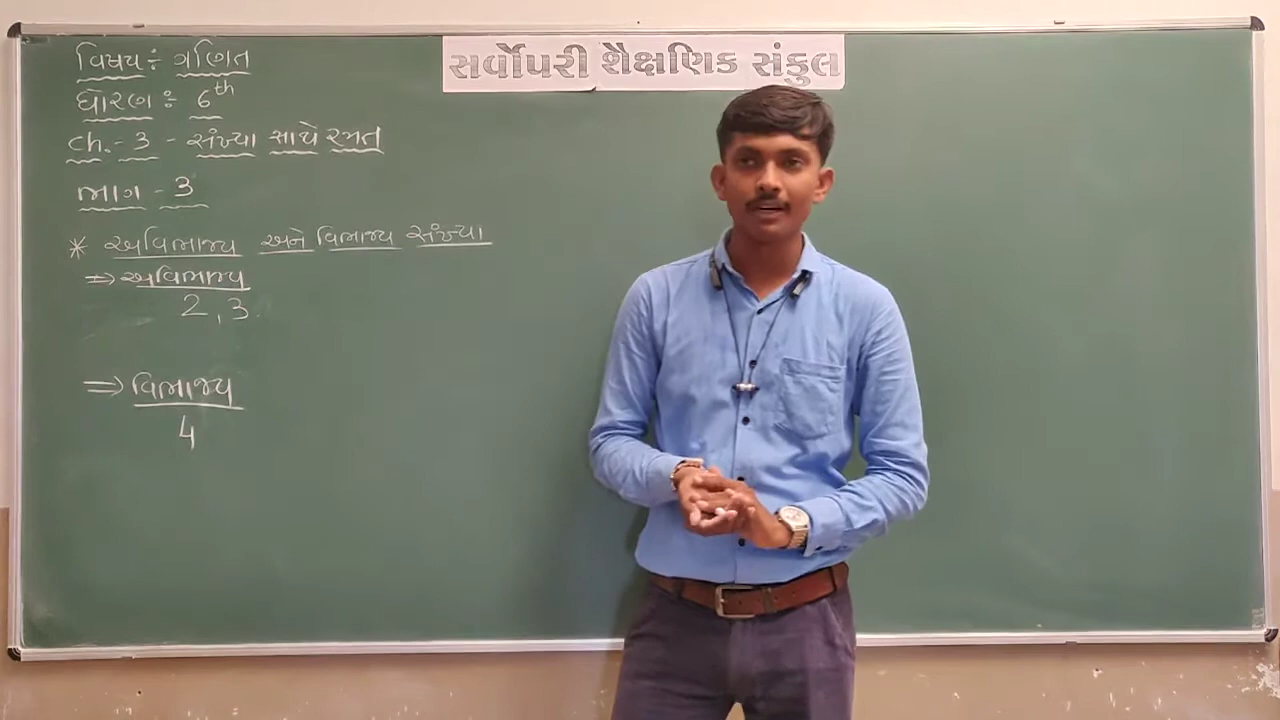 સર્વોપરી શૈક્ષણિક સંકુલ
વિષય : ગણિત
ધોરણ : 6th
ch. - 3 - સંખ્યા સાથે રમત
ભાગ - 3
* અવિભાજ્ય અને વિભાજ્ય સંખ્યા
⇒ અવિભાજ્ય
2, 3
⇒ વિભાજ્ય
4